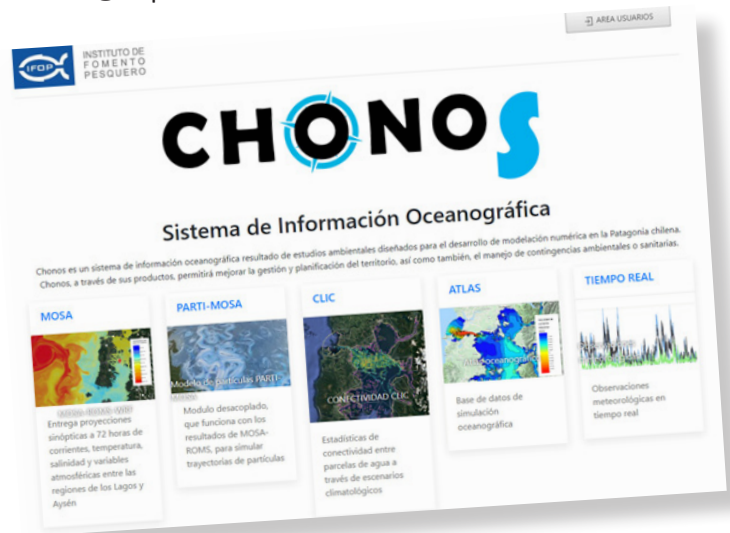 AREA USUARIOS
IFOP
INSTITUTO DE
FOMENTO
PESQUERO
CHONOS
Sistema de Información Oceanográfica
Chonos es un sistema de información oceanográfica resultado de estudios ambientales diseñados para el desarrollo de modelación numérica en la Patagonia chilena.
Chonos, a través de sus productos, permitirá mejorar la gestión y planificación del territorio, así como también, el manejo de contingencias ambientales o sanitarias.
MOSA
MOSA-ROMS-WRF
Entrega proyecciones
sinópticas a 72 horas de
corrientes, temperatura,
salinidad y variables
atmosféricas entre las
regiones de los Lagos y
Aysén
PARTI-MOSA
Modelo de partículas PARTI-
Modulo desacoplado,
que funciona con los
resultados de MOSA-
ROMS, para simular
trayectorias de partículas
CLIC
CONECTIVIDAD CLIC
Estadísticas de
conectividad entre
parcelas de agua a
través de escenarios
climatológicos
ATLAS
Atlas Oceanográfico
Base de datos de
simulación
oceanográfica
TIEMPO REAL
Observaciones
meteorológicas en
tiempo real